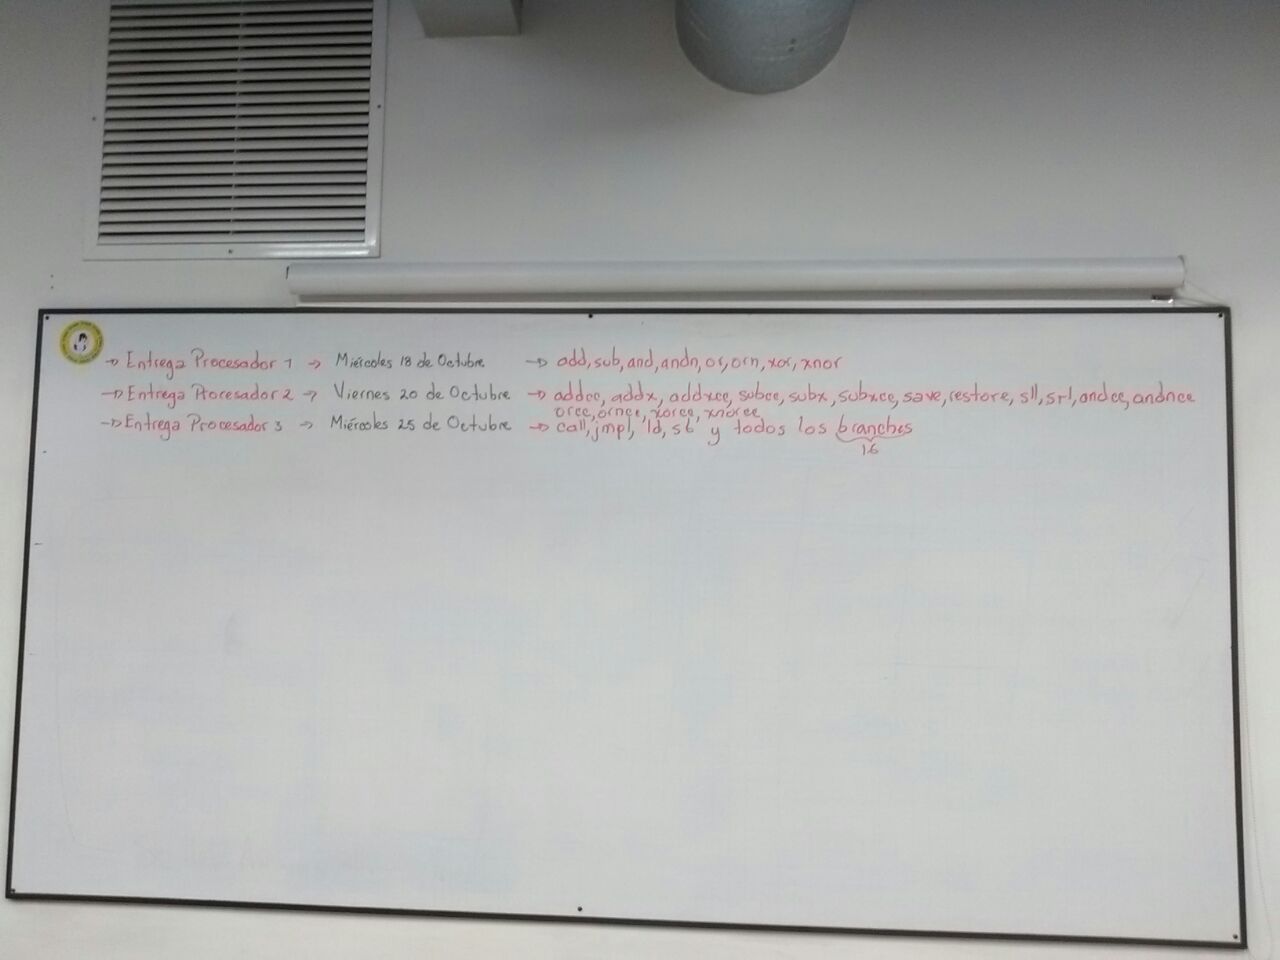 → Entrega Procesador 1 → Miércoles 18 de Octubre → add, sub, and, andn, or, orn, xor, xnor
→ Entrega Procesador 2 → Viernes 20 de Octubre → addcc, addx, addxcc, subcc, subx, subxcc, save, restore, sll, srl, andcc, andncc
orcc, orncc, xorcc, xnorcc
→ Entrega Procesador 3 → Miércoles 25 de Octubre → call, jmpl, ld, st y todos los branches
16